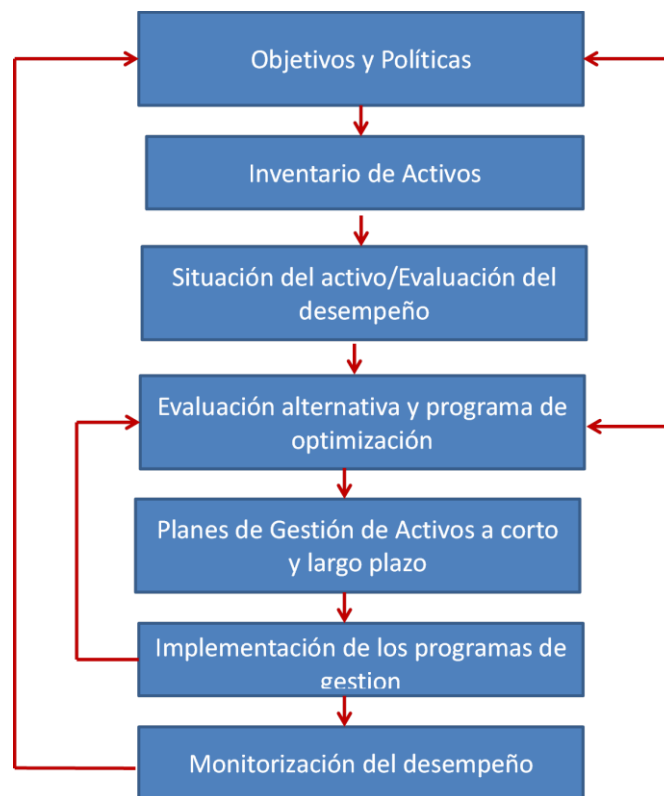 Objetivos y Políticas
Inventario de Activos
Situación del activo/Evaluación del
desempeño
Evaluación alternativa y programa de
optimización
Planes de Gestión de Activos a corto
y largo plazo
Implementación de los programas de
gestion
Monitorización del desempeño